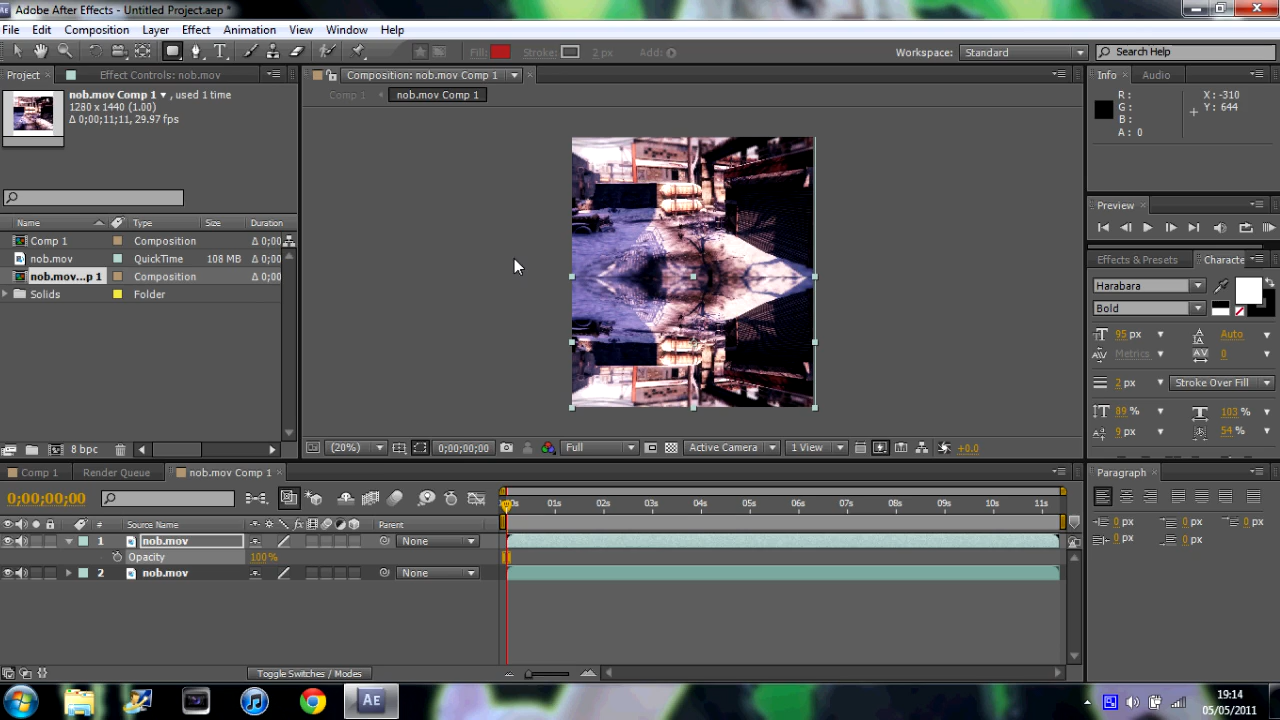 Adobe After Effects - Untitled Project.aep *
File Edit Composition Layer Effect Animation View Window Help
Fill: Stroke: 2 px Add:
Workspace: Standard Search Help
Project Effect Controls: nob.mov
nob.mov Comp 1 , used 1 time
1280 x 1440 (1.00)
Δ 0;00;11;11, 29.97 fps
Name Type Size Duration
Comp 1 Composition Δ 0;00
nob.mov QuickTime 108 MB Δ 0;00
nob.mov...p 1 Composition Δ 0;00
Solids Folder
8 bpc
Composition: nob.mov Comp 1
Comp 1 nob.mov Comp 1
(20%) 0;00;00;00 Full Active Camera 1 View +0.0
Info Audio
R: X: -310
G: Y: 644
B:
A: 0
Preview
Effects & Presets Characte
Harabara
Bold
95 px Auto
Metrics 0
2 px Stroke Over Fill
89 % 103 %
9 px 54 %
Comp 1 Render Queue nob.mov Comp 1
0;00;00;00
01s 02s 03s 04s 05s 06s 07s 08s 09s 10s 11s
# Source Name Parent
1 nob.mov None
Opacity 100%
2 nob.mov None
Toggle Switches / Modes
Paragraph
0 px 0 px 0 px
0 px 0 px
Ae
19:14
05/05/2011